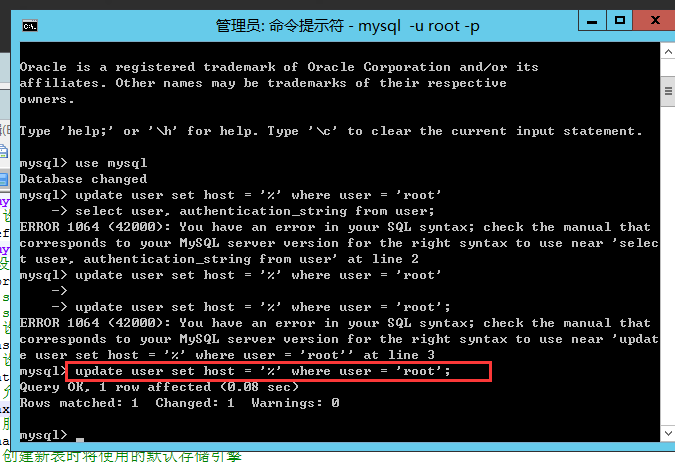 管理员: 命令提示符 - mysql  -u root -p
Oracle is a registered trademark of Oracle Corporation and/or its
affiliates. Other names may be trademarks of their respective
owners.
Type 'help;' or '\h' for help. Type '\c' to clear the current input statement.
mysql> use mysql
Database changed
mysql> update user set host = '%' where user = 'root'
    -> select user, authentication_string from user;
ERROR 1064 (42000): You have an error in your SQL syntax; check the manual that
corresponds to your MySQL server version for the right syntax to use near 'selec
t user, authentication_string from user' at line 2
mysql> update user set host = '%' where user = 'root'
    ->
    -> update user set host = '%' where user = 'root';
ERROR 1064 (42000): You have an error in your SQL syntax; check the manual that
corresponds to your MySQL server version for the right syntax to use near 'updat
e user set host = '%' where user = 'root'' at line 3
mysql> update user set host = '%' where user = 'root';
Query OK, 1 row affected (0.08 sec)
Rows matched: 1  Changed: 1  Warnings: 0
mysql>
创建新表时将使用的默认存储引擎